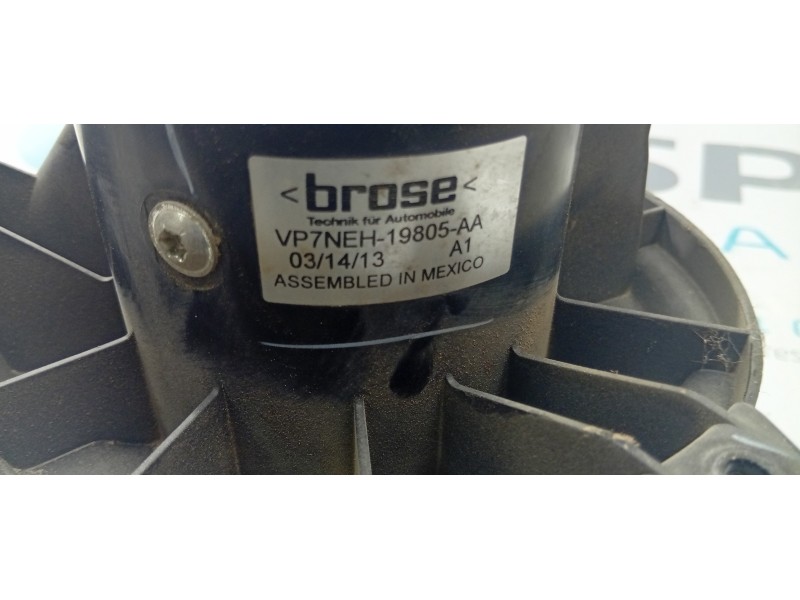 <brose<
Technik für Automobile
VP7NEH-19805-AA
03/14/13 A1
ASSEMBLED IN MEXICO